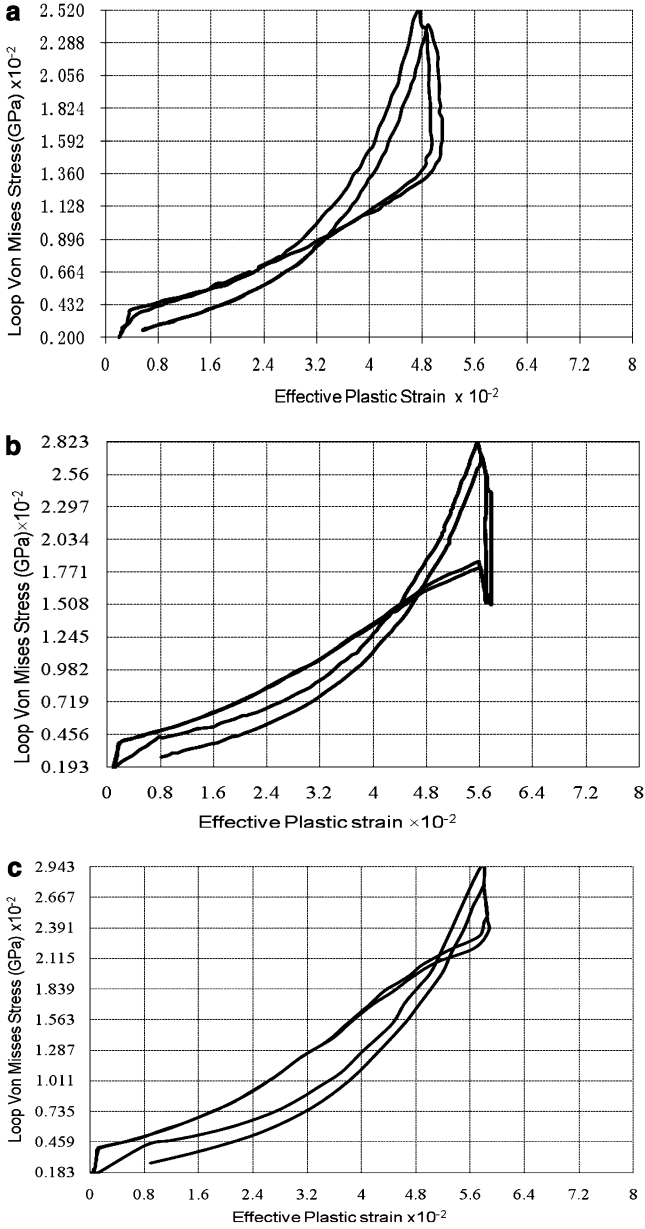 a
Loop Von Mises Stress(GPa) x10-2
2.520
2.288
2.056
1.824
1.592
1.360
1.128
0.896
0.664
0.432
0.200
0 0.8 1.6 2.4 3.2 4 4.8 5.6 6.4 7.2 8
Effective Plastic Strain x 10-2
b
Loop Von Mises Stress (GPa)×10-2
2.823
2.56
2.297
2.034
1.771
1.508
1.245
0.982
0.719
0.456
0.193
0 0.8 1.6 2.4 3.2 4 4.8 5.6 6.4 7.2 8
Effective Plastic strain ×10-2
c
Loop Von Misses Stress (GPa) x10-2
2.943
2.667
2.391
2.115
1.839
1.563
1.287
1.011
0.735
0.459
0.183
0 0.8 1.6 2.4 3.2 4 4.8 5.6 6.4 7.2 8
Effective Plastic strain x10-2